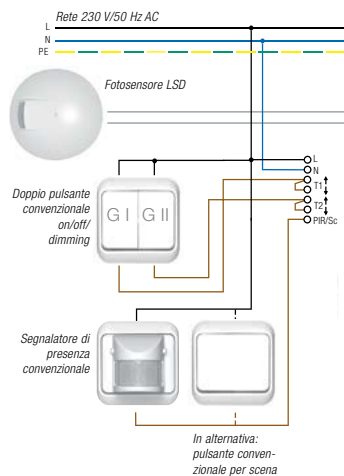 Rete 230 V/50 Hz AC
L
N
PE
Fotosensore LSD
L
N
T1
T2
PIR/Sc
Doppio pulsante
convenzionale
on/off/
dimming
G I
G II
Segnalatore di
presenza
convenzionale
In alternativa:
pulsante conven-
zionale per scena